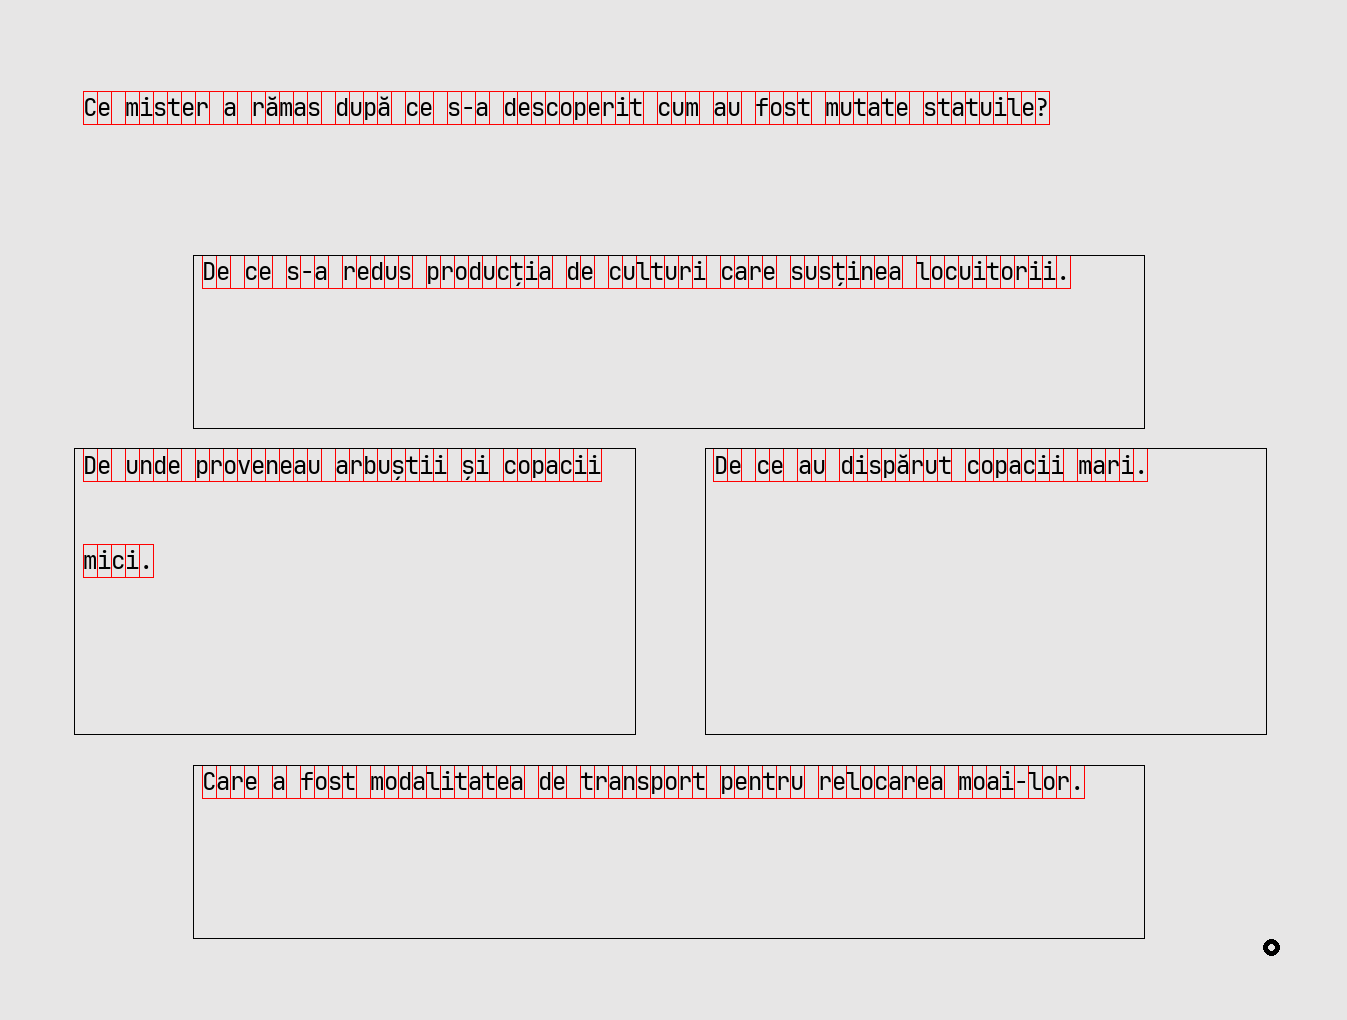 Ce mister a rămas după ce s-a descoperit cum au fost mutate statuile?
De ce s-a redus producția de culturi care susținea locuitorii.
De unde proveneau arbuștii și copacii
mici.
De ce au dispărut copacii mari.
Care a fost modalitatea de transport pentru relocarea moai-lor.